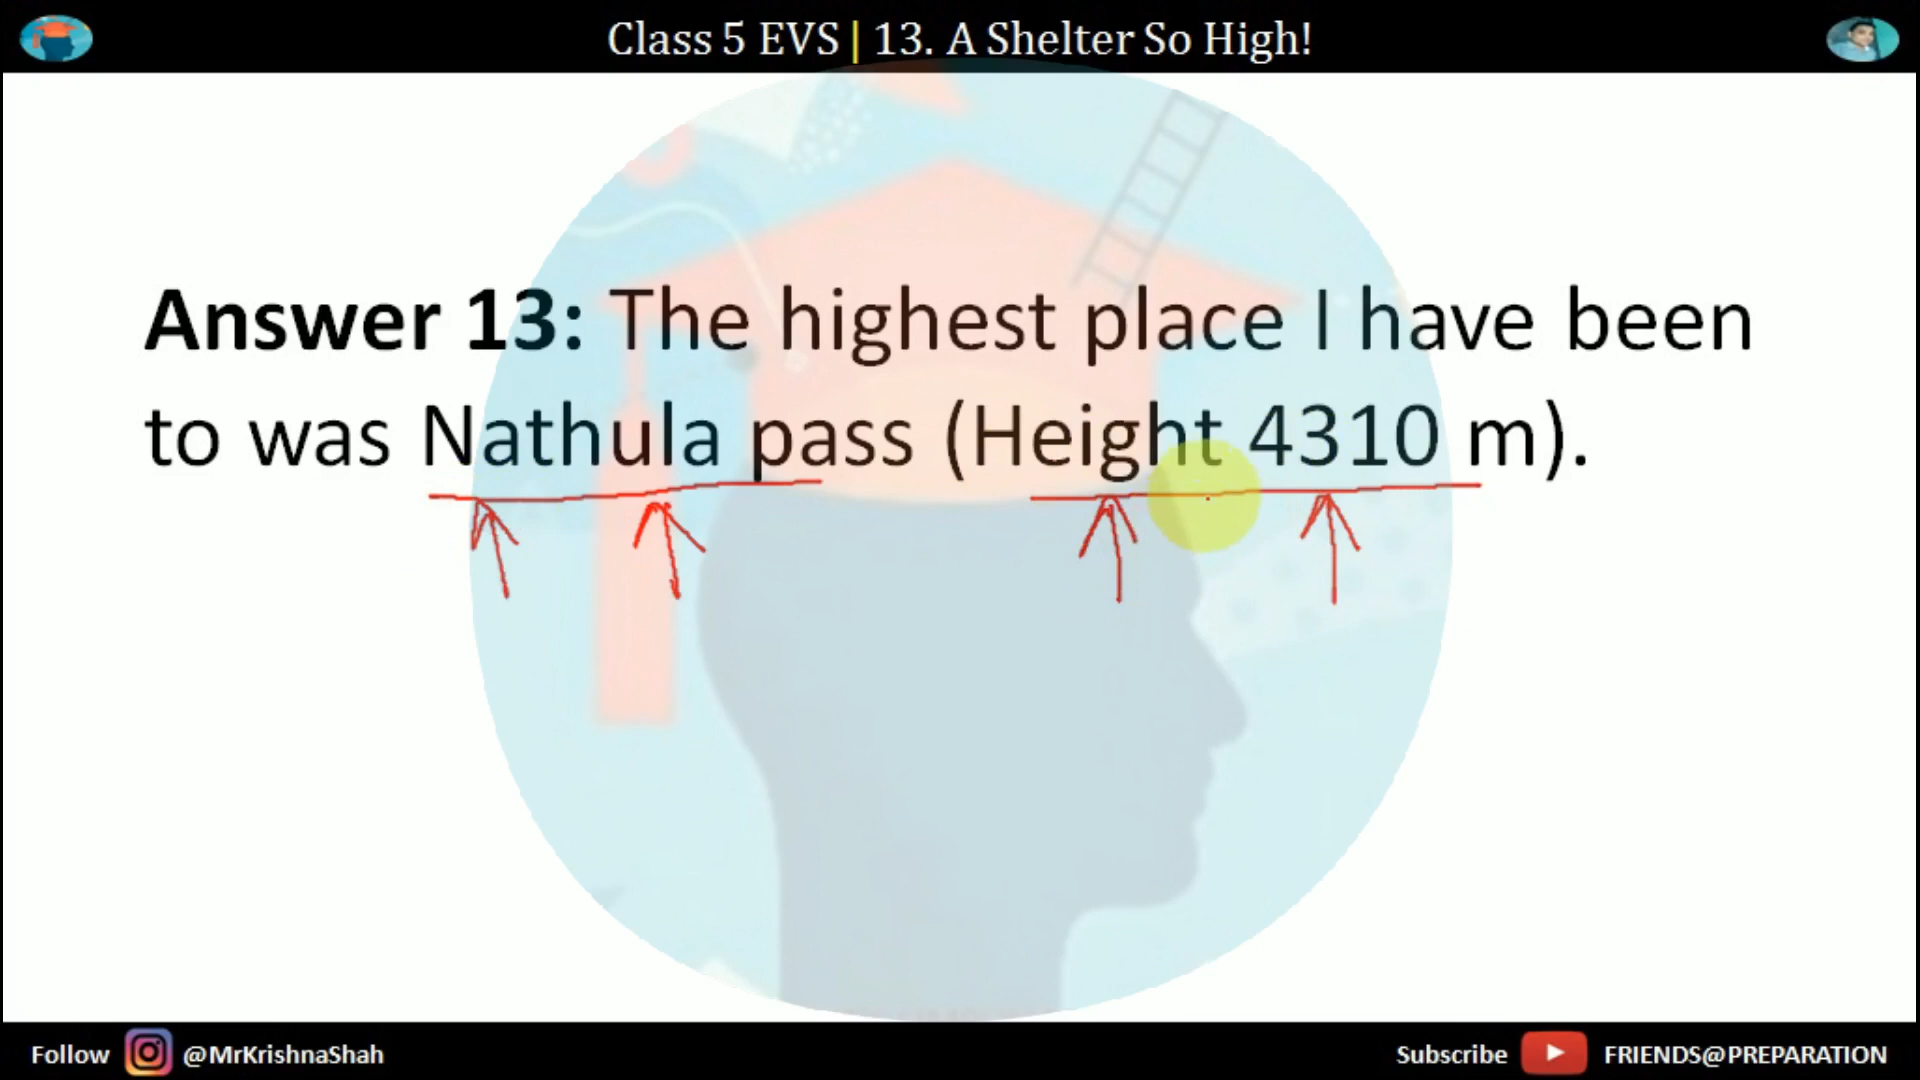 Class 5 EVS | 13. A Shelter So High!
Answer 13: The highest place I have been
to was Nathula pass (Height 4310 m).
Follow @MrKrishnaShah
Subscribe FRIENDS@PREPARATION